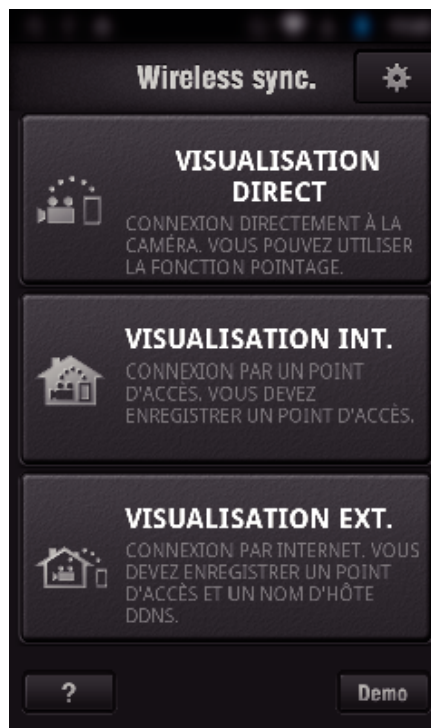 Wireless sync.
VISUALISATION
DIRECT
CONNEXION DIRECTEMENT À LA
CAMÉRA. VOUS POUVEZ UTILISER
LA FONCTION POINTAGE.
VISUALISATION INT.
CONNEXION PAR UN POINT
D'ACCÈS. VOUS DEVEZ
ENREGISTRER UN POINT D'ACCÈS.
VISUALISATION EXT.
CONNEXION PAR INTERNET. VOUS
DEVEZ ENREGISTRER UN POINT
D'ACCÈS ET UN NOM D'HÔTE
DDNS.
?
Demo